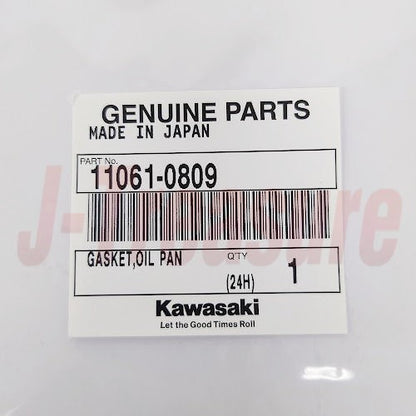 GENUINE PARTS
MADE IN JAPAN
PART No.
11061-0809
J-Treasure
GASKET,OIL PAN
Q'TY
(24H) 1
Kawasaki
Let the Good Times Roll